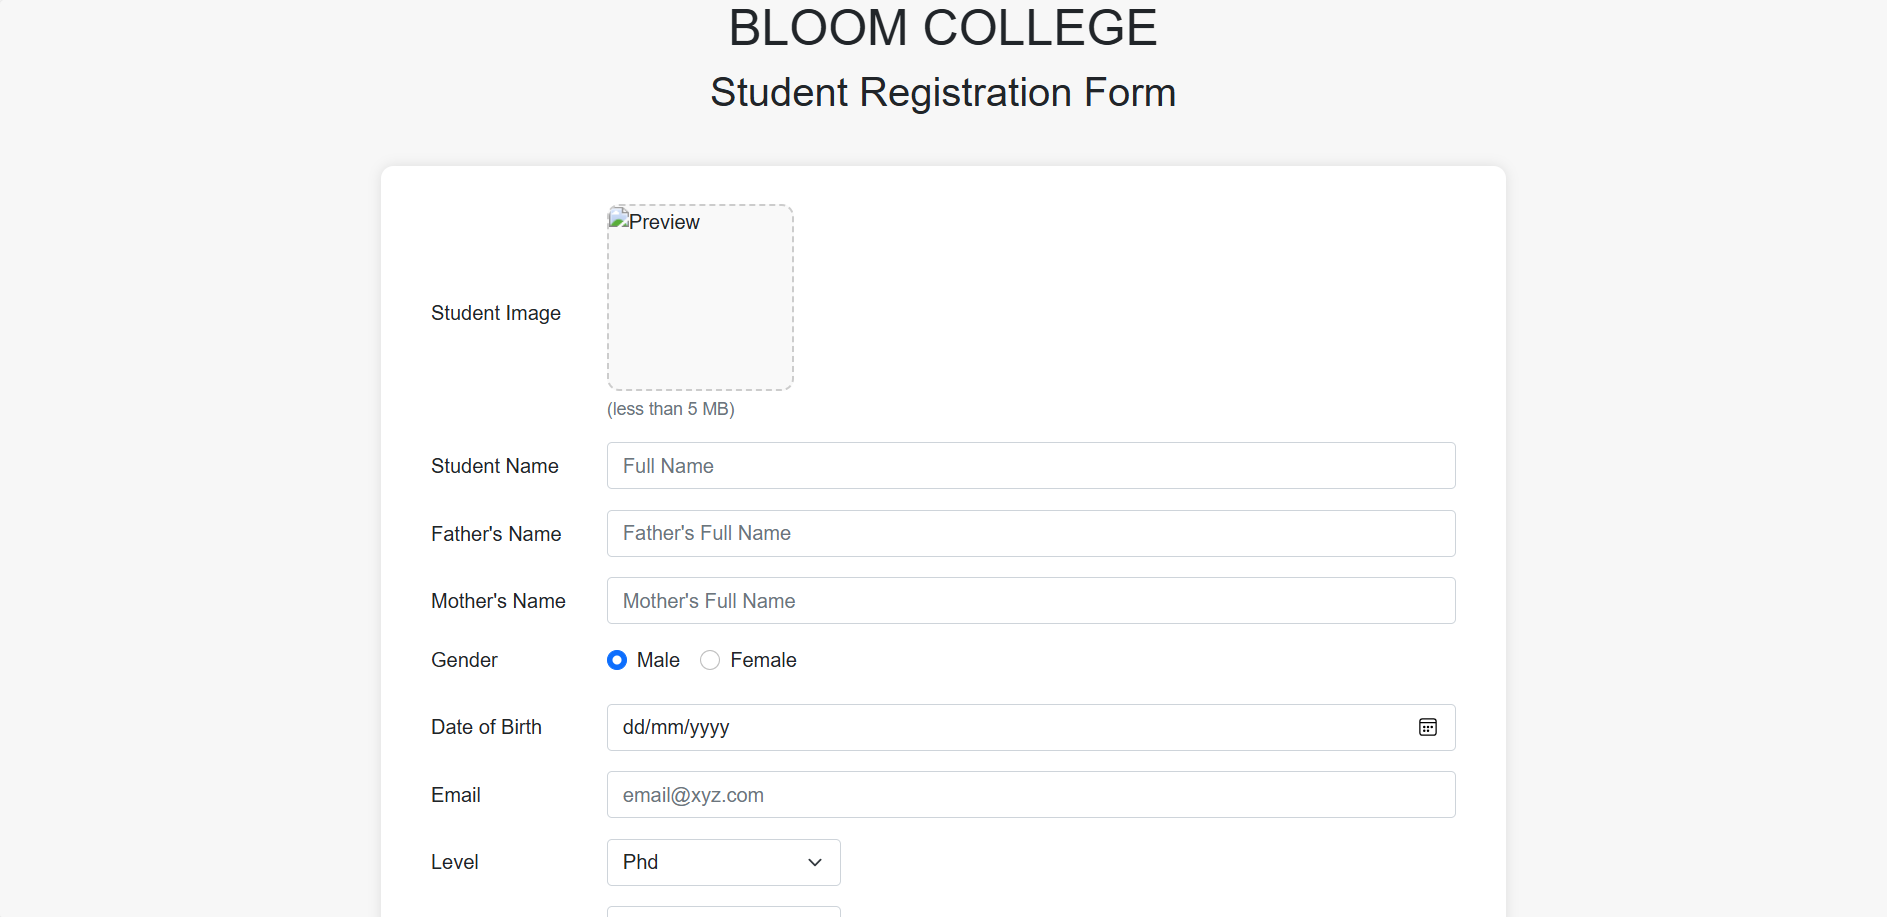 BLOOM COLLEGE
Student Registration Form
Preview
Student Image
(less than 5 MB)
Student Name
Full Name
Father's Name
Father's Full Name
Mother's Name
Mother's Full Name
Gender Male Female
Date of Birth
dd/mm/yyyy
Email
email@xyz.com
Level
Phd